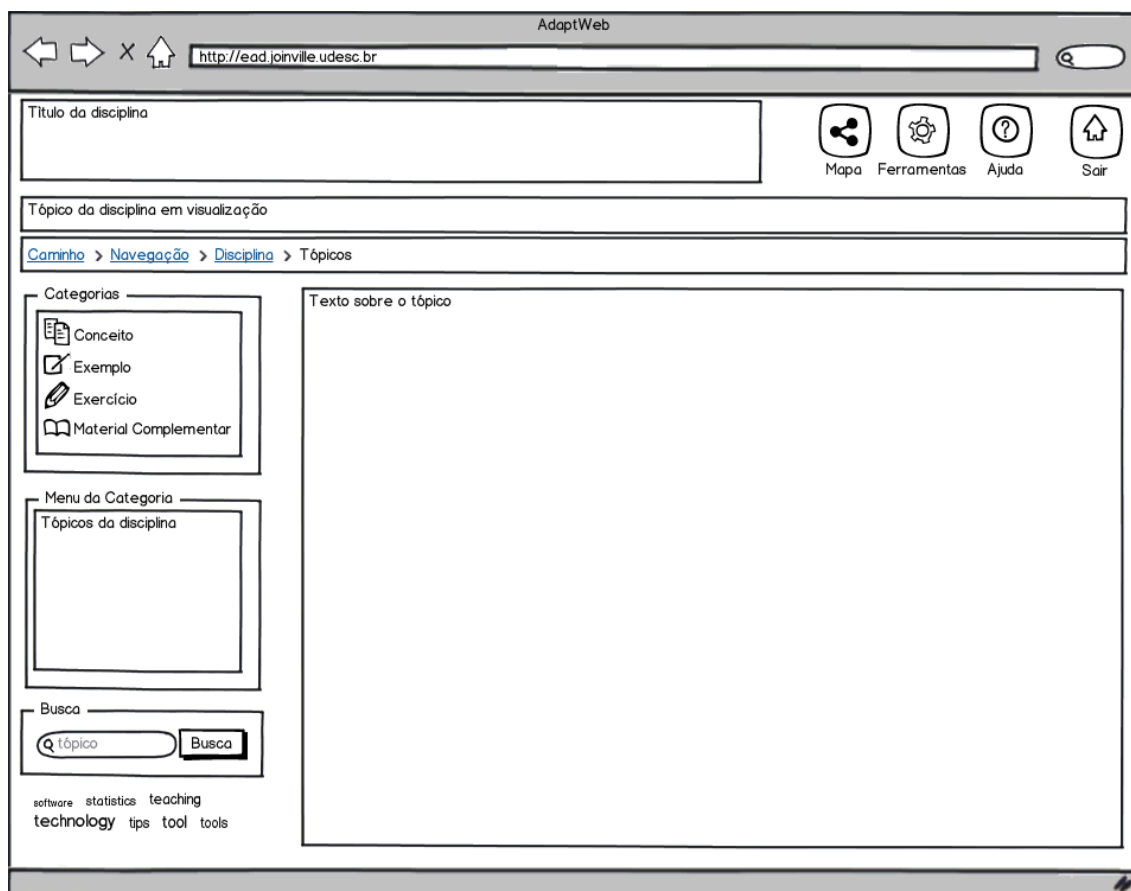 AdaptWeb
http://ead.joinville.udesc.br
Título da disciplina
Mapa Ferramentas Ajuda Sair
Tópico da disciplina em visualização
Caminho > Navegação > Disciplina > Tópicos
Categorias
Conceito
Exemplo
Exercício
Material Complementar
Menu da Categoria
Tópicos da disciplina
Busca
tópico Busca
software statistics teaching
technology tips tool tools
Texto sobre o tópico